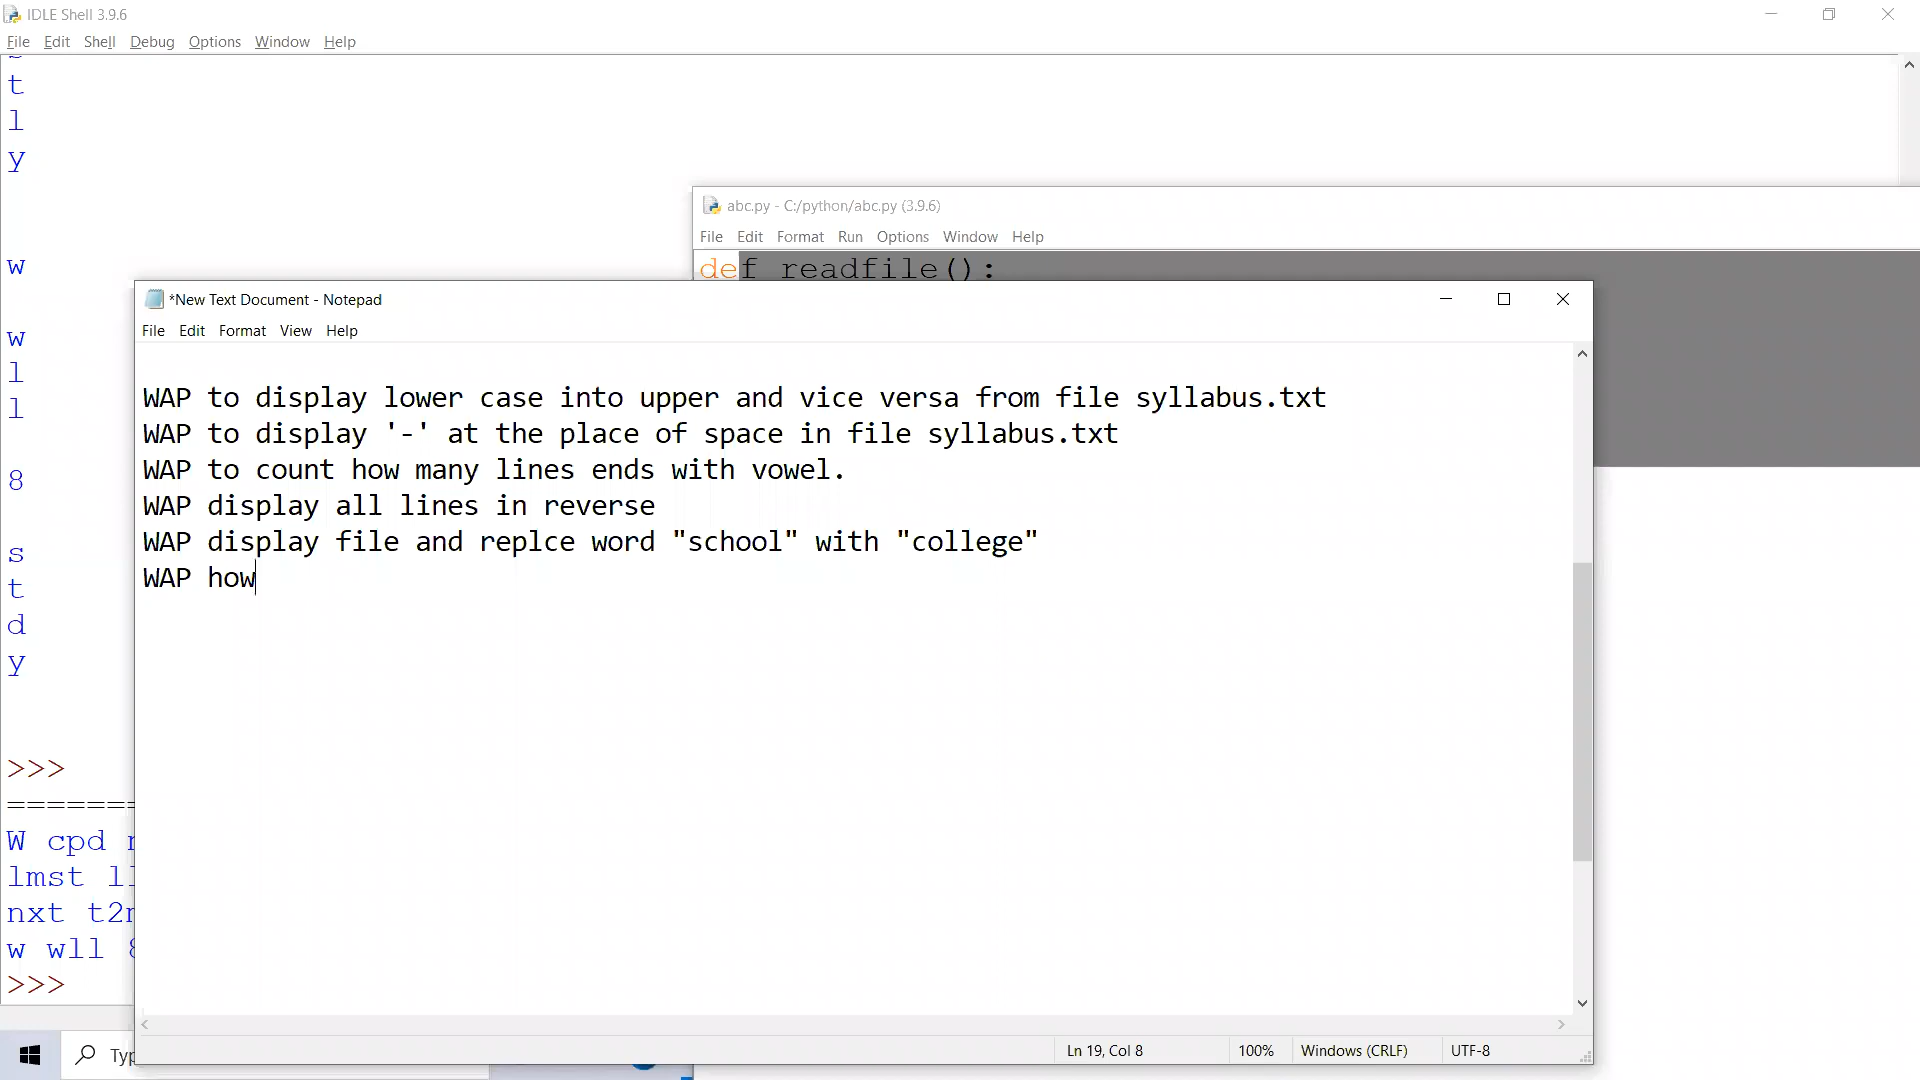 IDLE Shell 3.9.6
File Edit Shell Debug Options Window Help
t
l
y
w
w
l
l
8
s
t
d
y
>>>
W cpd
lmst
nxt
w wll
>>>
abc.py - C:/python/abc.py (3.9.6)
File Edit Format Run Options Window Help
def readfile():
*New Text Document - Notepad
File Edit Format View Help
WAP to display lower case into upper and vice versa from file syllabus.txt
WAP to display '-' at the place of space in file syllabus.txt
WAP to count how many lines ends with vowel.
WAP display all lines in reverse
WAP display file and replce word "school" with "college"
WAP how
Ln 19, Col 8 100% Windows (CRLF) UTF-8